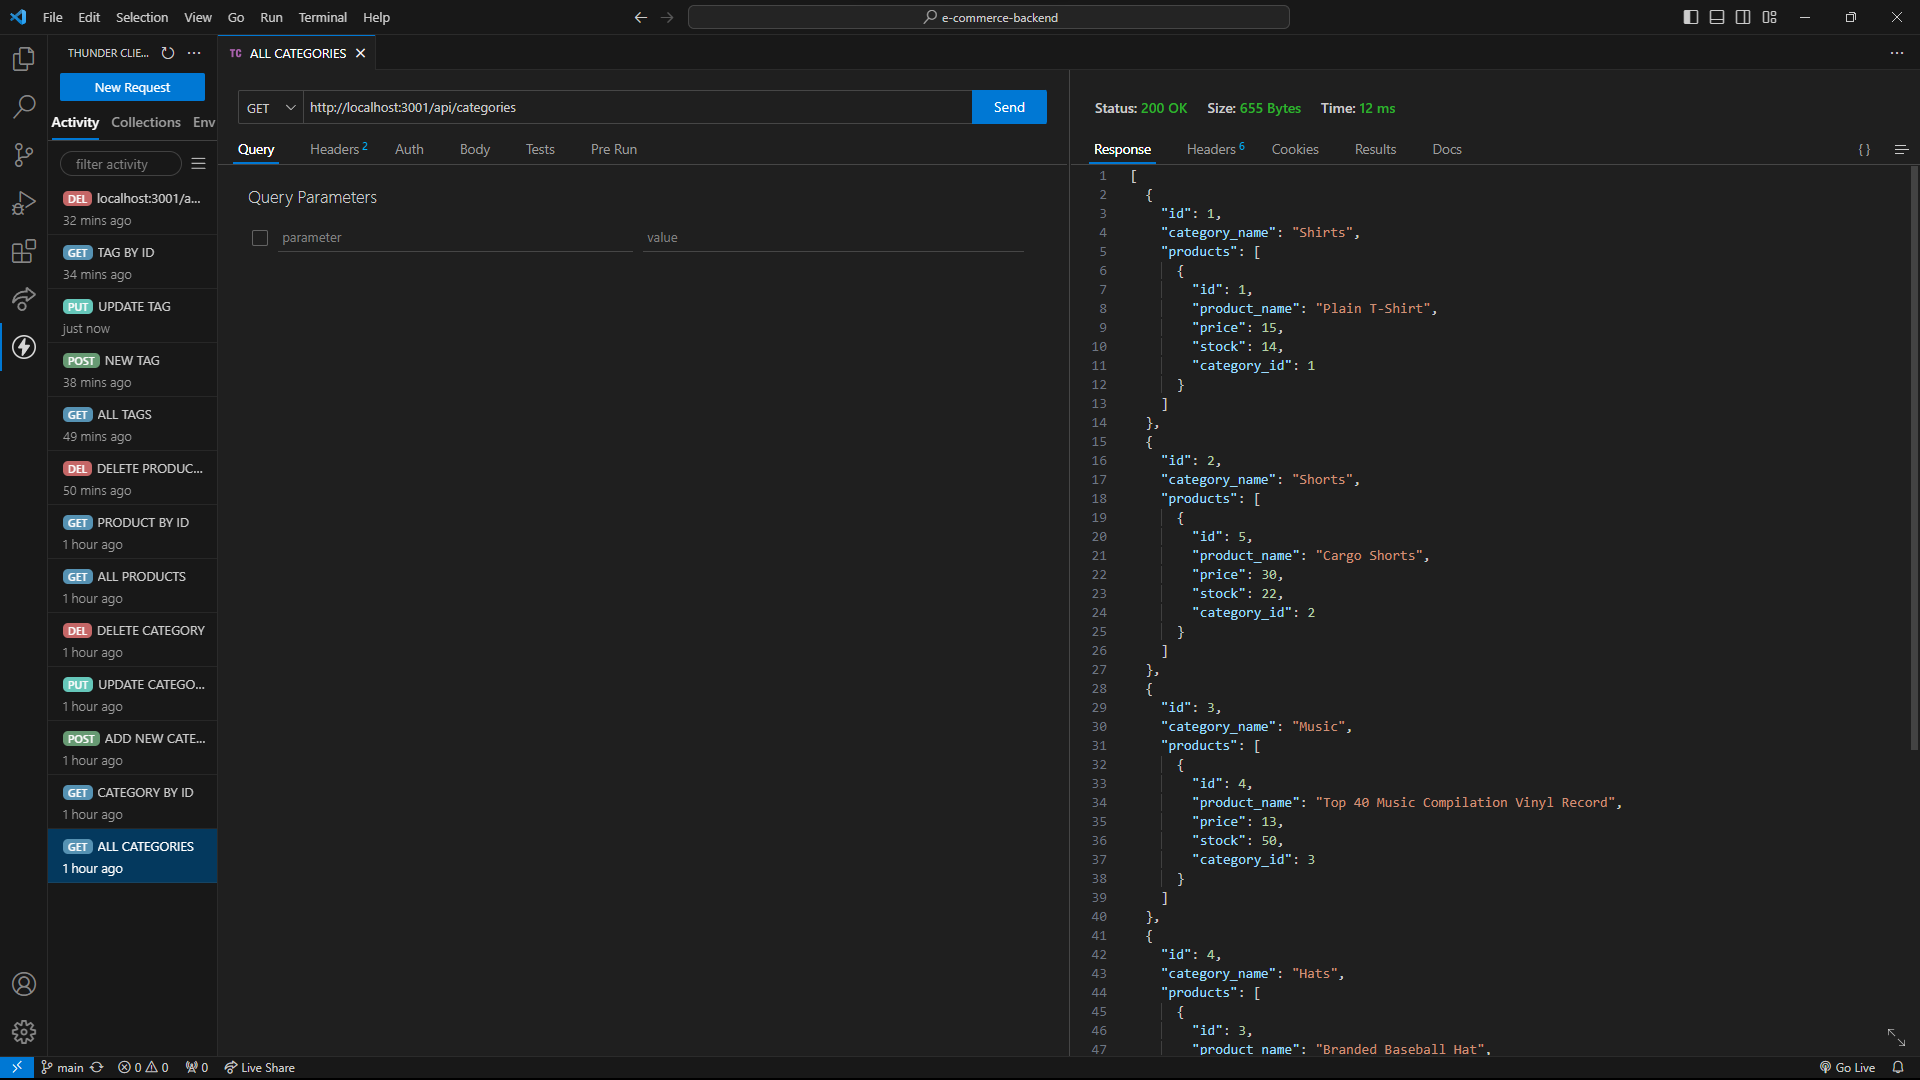 File Edit Selection View Go Run Terminal Help
e-commerce-backend
THUNDER CLIE...
New Request
Activity Collections Env
filter activity
DEL localhost:3001/a...
32 mins ago
GET TAG BY ID
34 mins ago
PUT UPDATE TAG
just now
POST NEW TAG
38 mins ago
GET ALL TAGS
49 mins ago
DEL DELETE PRODUC...
50 mins ago
GET PRODUCT BY ID
1 hour ago
GET ALL PRODUCTS
1 hour ago
DEL DELETE CATEGORY
1 hour ago
PUT UPDATE CATEGO...
1 hour ago
POST ADD NEW CATE...
1 hour ago
GET CATEGORY BY ID
1 hour ago
GET ALL CATEGORIES
1 hour ago
TC ALL CATEGORIES
GET http://localhost:3001/api/categories Send
Query Headers 2 Auth Body Tests Pre Run
Query Parameters
parameter value
Status: 200 OK Size: 655 Bytes Time: 12 ms
Response Headers 6 Cookies Results Docs { }
1 [
2 {
3 "id": 1,
4 "category_name": "Shirts",
5 "products": [
6 {
7 "id": 1,
8 "product_name": "Plain T-Shirt",
9 "price": 15,
10 "stock": 14,
11 "category_id": 1
12 }
13 ]
14 },
15 {
16 "id": 2,
17 "category_name": "Shorts",
18 "products": [
19 {
20 "id": 5,
21 "product_name": "Cargo Shorts",
22 "price": 30,
23 "stock": 22,
24 "category_id": 2
25 }
26 ]
27 },
28 {
29 "id": 3,
30 "category_name": "Music",
31 "products": [
32 {
33 "id": 4,
34 "product_name": "Top 40 Music Compilation Vinyl Record",
35 "price": 13,
36 "stock": 50,
37 "category_id": 3
38 }
39 ]
40 },
41 {
42 "id": 4,
43 "category_name": "Hats",
44 "products": [
45 {
46 "id": 3,
47 "product_name": "Branded Baseball Hat",
main 0 0 0 Live Share Go Live